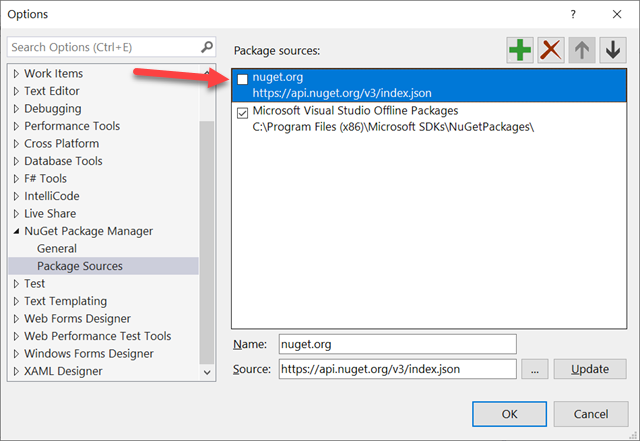 Options
?
Search Options (Ctrl+E)
Package sources:
Work Items
Text Editor
Debugging
Performance Tools
Cross Platform
Database Tools
F# Tools
IntelliCode
Live Share
NuGet Package Manager
General
Package Sources
Test
Text Templating
Web Forms Designer
Web Performance Test Tools
Windows Forms Designer
XAML Designer
nuget.org
https://api.nuget.org/v3/index.json
Microsoft Visual Studio Offline Packages
C:\Program Files (x86)\Microsoft SDKs\NuGetPackages\
Name: nuget.org
Source: https://api.nuget.org/v3/index.json ... Update
OK Cancel